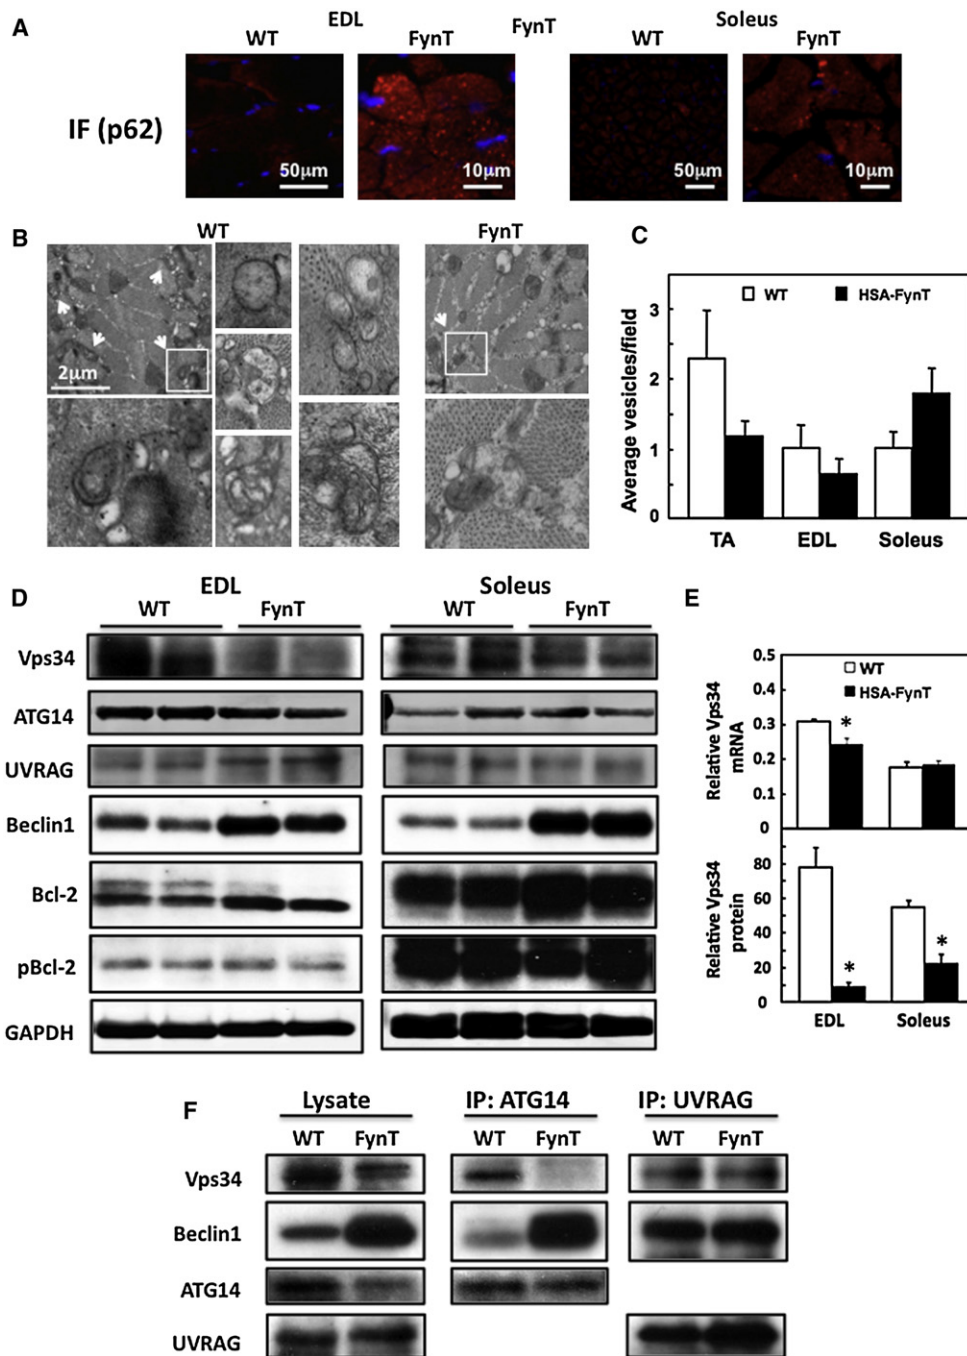 A
EDL
FynT
Soleus
WT
FynT
WT
FynT
IF (p62)
50μm
10μm
50μm
10μm
B
WT
FynT
2μm
C
WT
HSA-FynT
Average vesicles/field
3
2
1
0
TA
EDL
Soleus
D
EDL
Soleus
WT
FynT
WT
FynT
Vps34
ATG14
UVRAG
Beclin1
Bcl-2
pBcl-2
GAPDH
E
WT
HSA-FynT
Relative Vps34
mRNA
0.5
0.4
0.3
0.2
0.1
0
*
Relative Vps34
protein
80
60
40
20
0
*
*
EDL
Soleus
F
Lysate
IP: ATG14
IP: UVRAG
WT
FynT
WT
FynT
WT
FynT
Vps34
Beclin1
ATG14
UVRAG